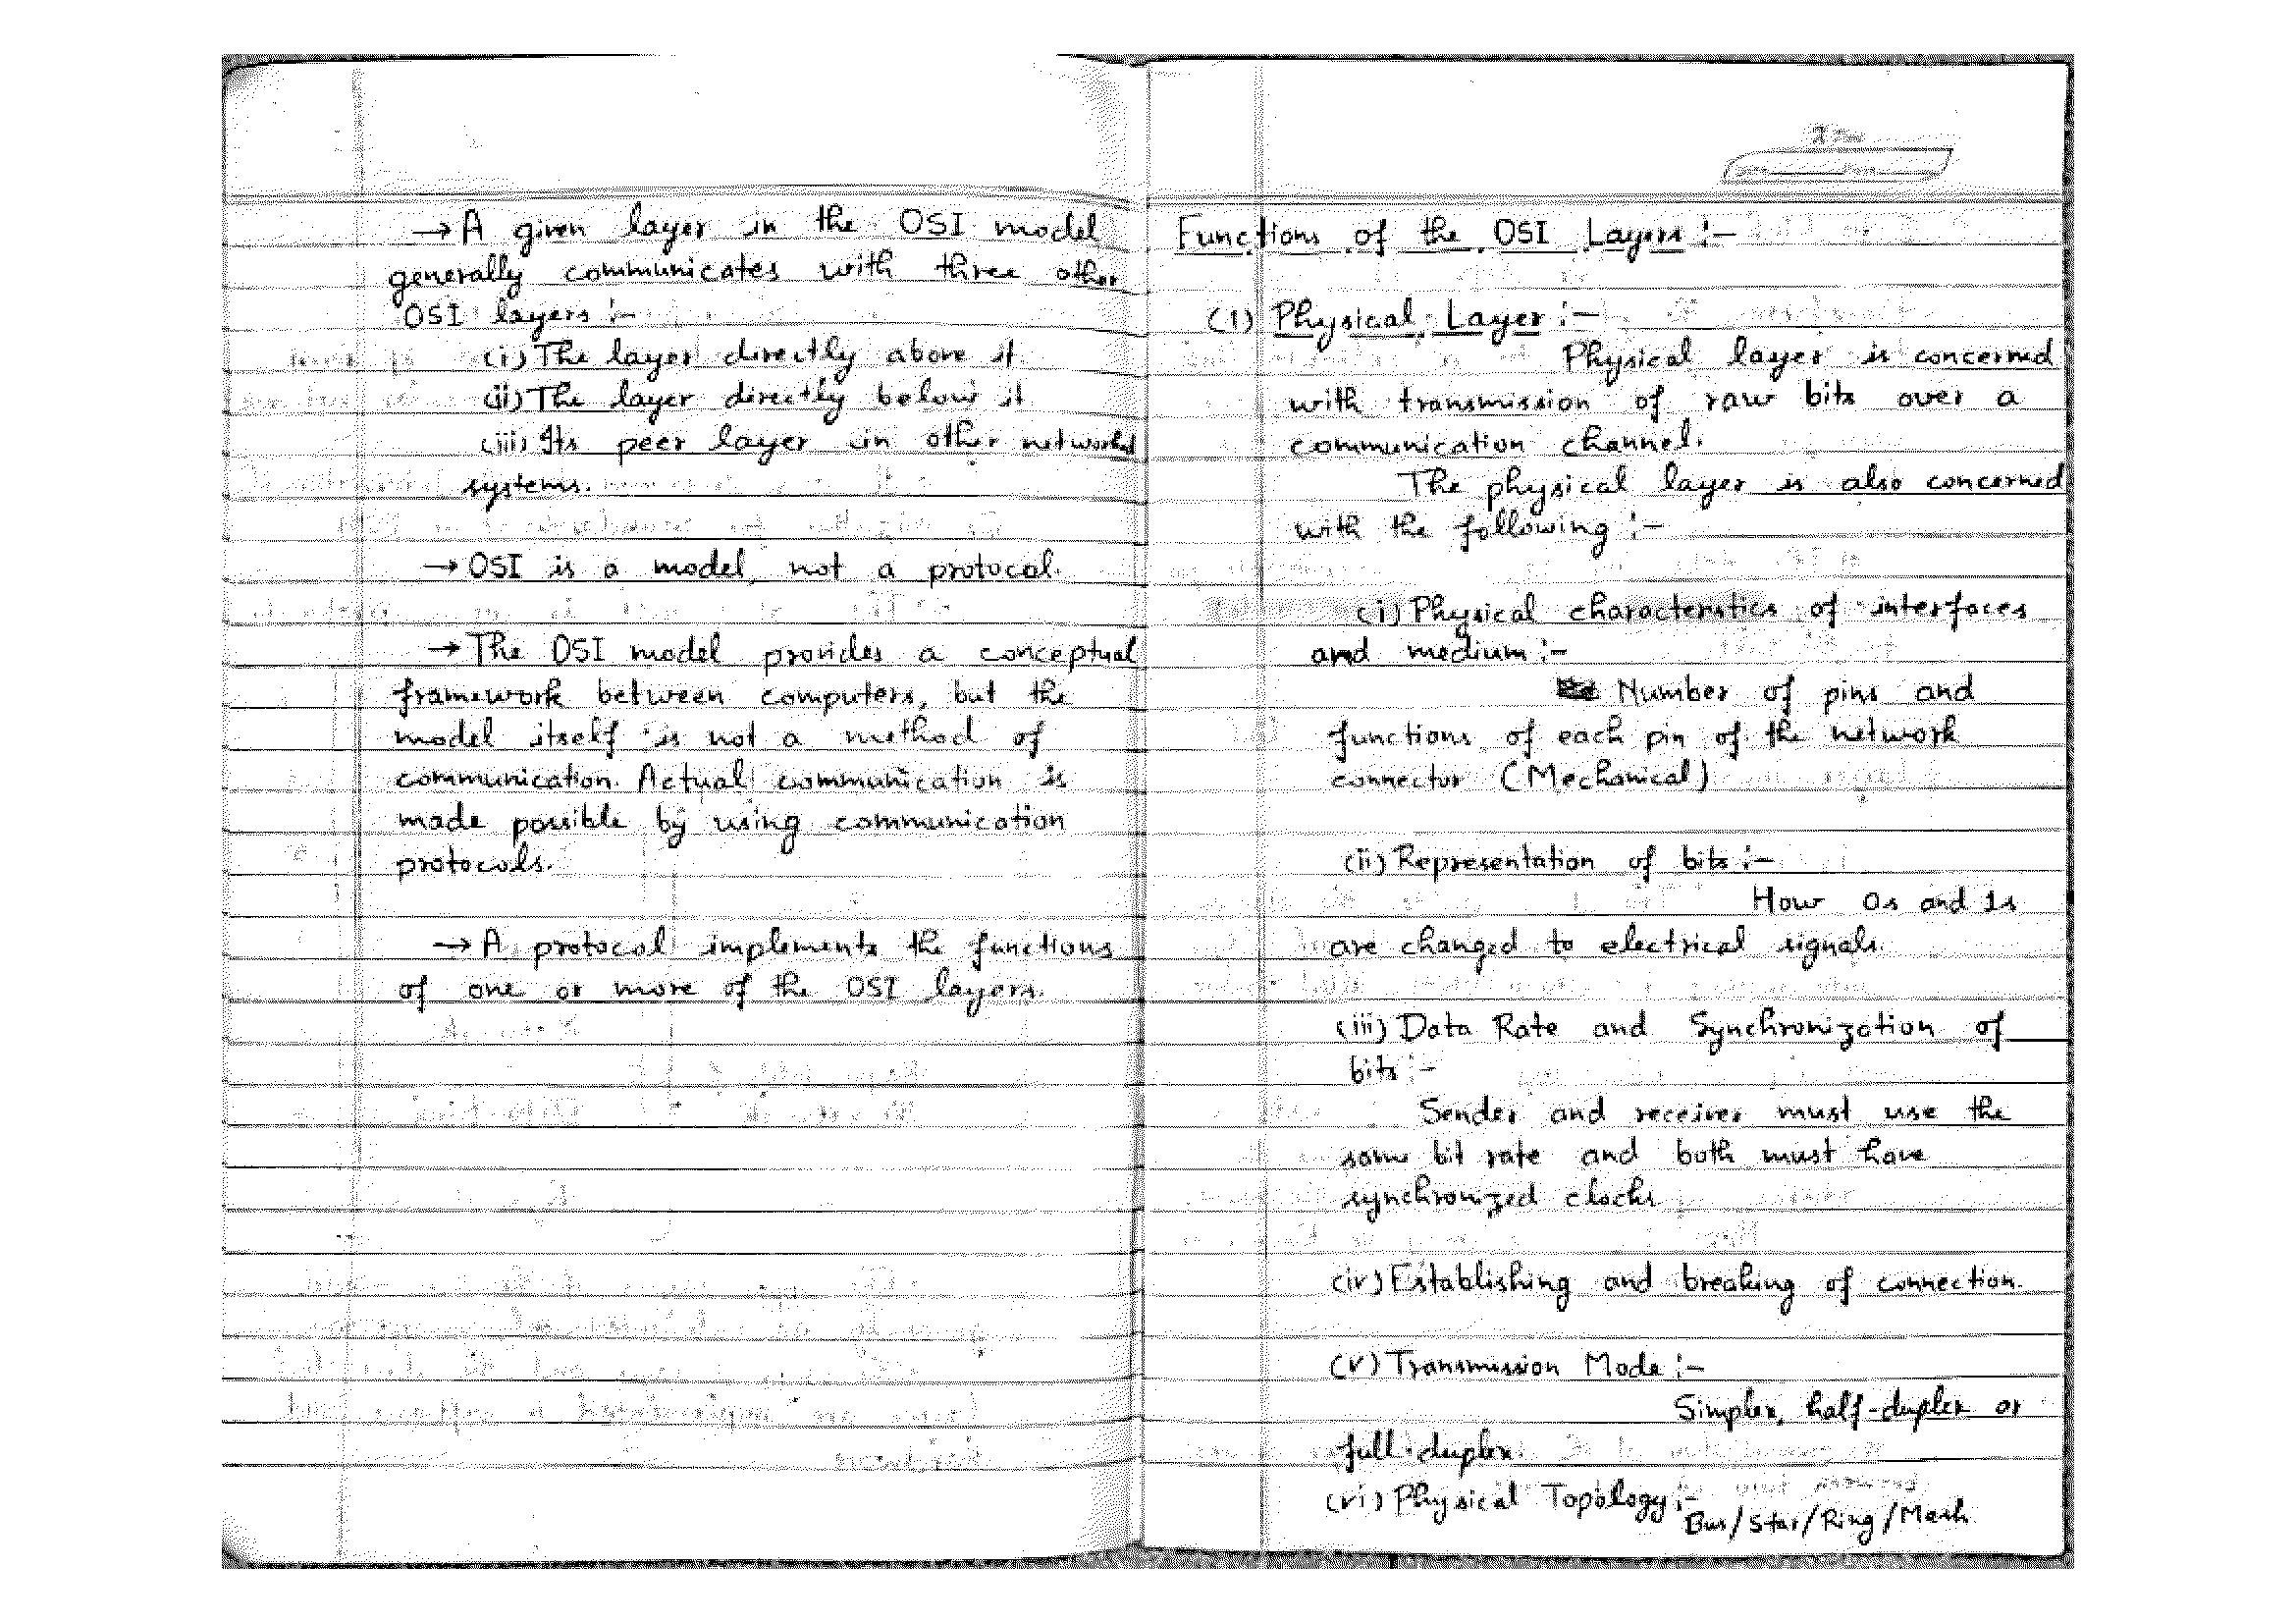 → A given layer in the OSI model
generally communicates with three other
OSI layers :-
(i) The layer directly above it
(ii) The layer directly below it
(iii) Its peer layer in other networked
systems.
→ OSI is a model, not a protocol.
→ The OSI model provides a conceptual
framework between computers, but the
model itself is not a method of
communication. Actual communication is
made possible by using communication
protocols.
→ A protocol implements the functions
of one or more of the OSI layers.
Functions of the OSI Layers :-
(1) Physical Layer :-
Physical layer is concerned
with transmission of raw bits over a
communication channel.
The physical layer is also concerned
with the following :-
(i) Physical characteristics of interfaces
and medium :-
Number of pins and
functions of each pin of the network
connector (Mechanical)
(ii) Representation of bits :-
How 0s and 1s
are changed to electrical signals.
(iii) Data Rate and Synchronization of
bits :-
Sender and receiver must use the
same bit rate and both must have
synchronized clocks
(iv) Establishing and breaking of connection.
(v) Transmission Mode :-
Simplex, half-duplex or
full-duplex.
(vi) Physical Topology :-
Bus/Star/Ring/Mesh